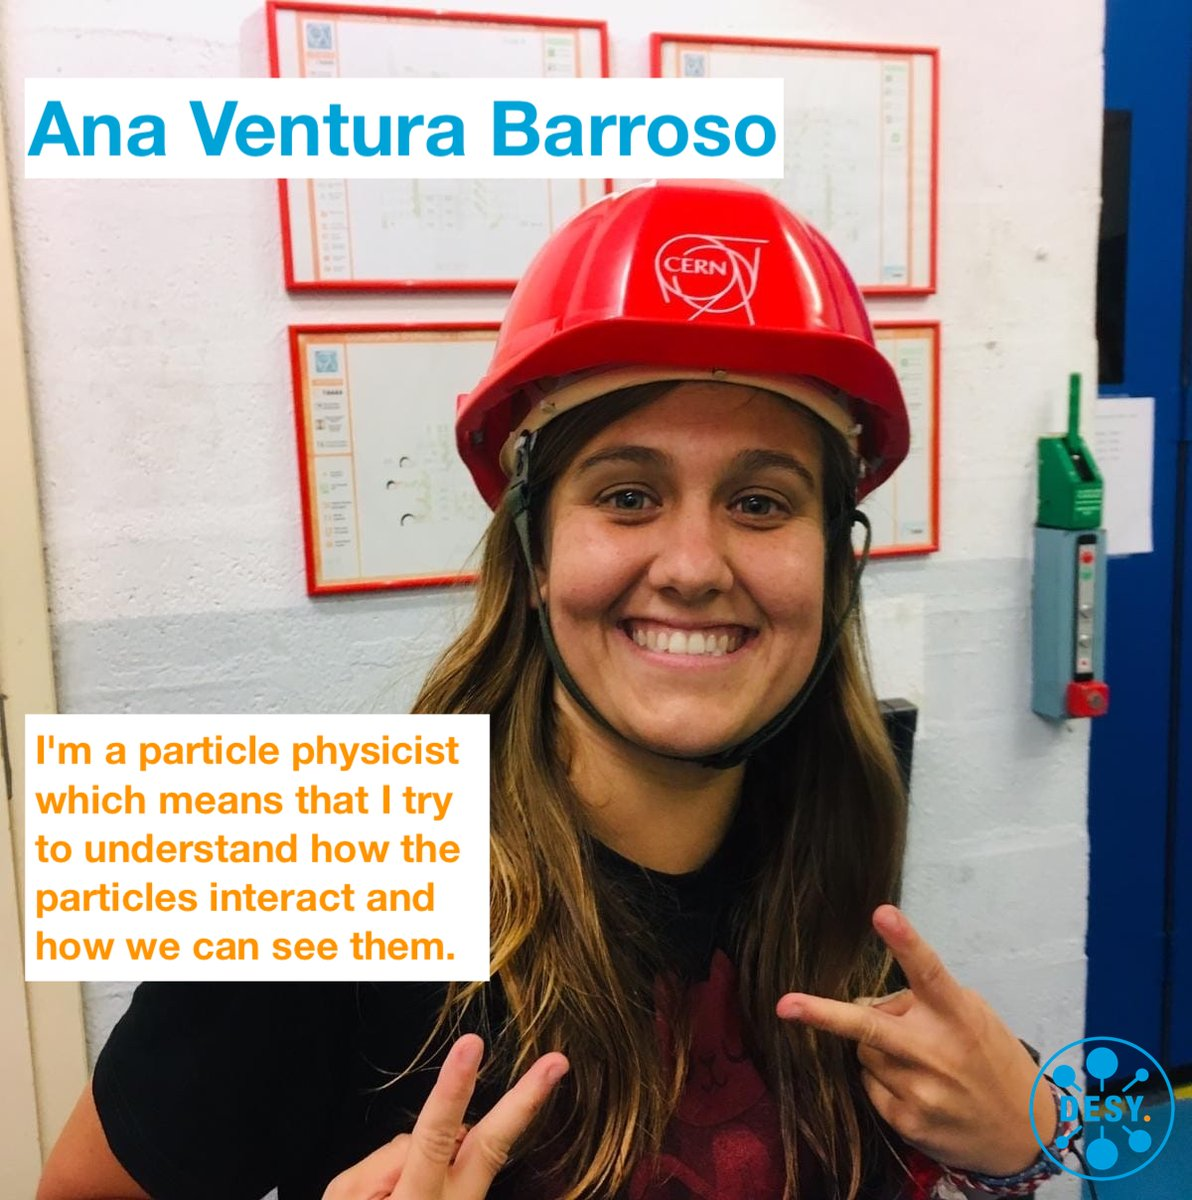 Ana Ventura Barroso
CERN
I'm a particle physicist
which means that I try
to understand how the
particles interact and
how we can see them.
DESY.